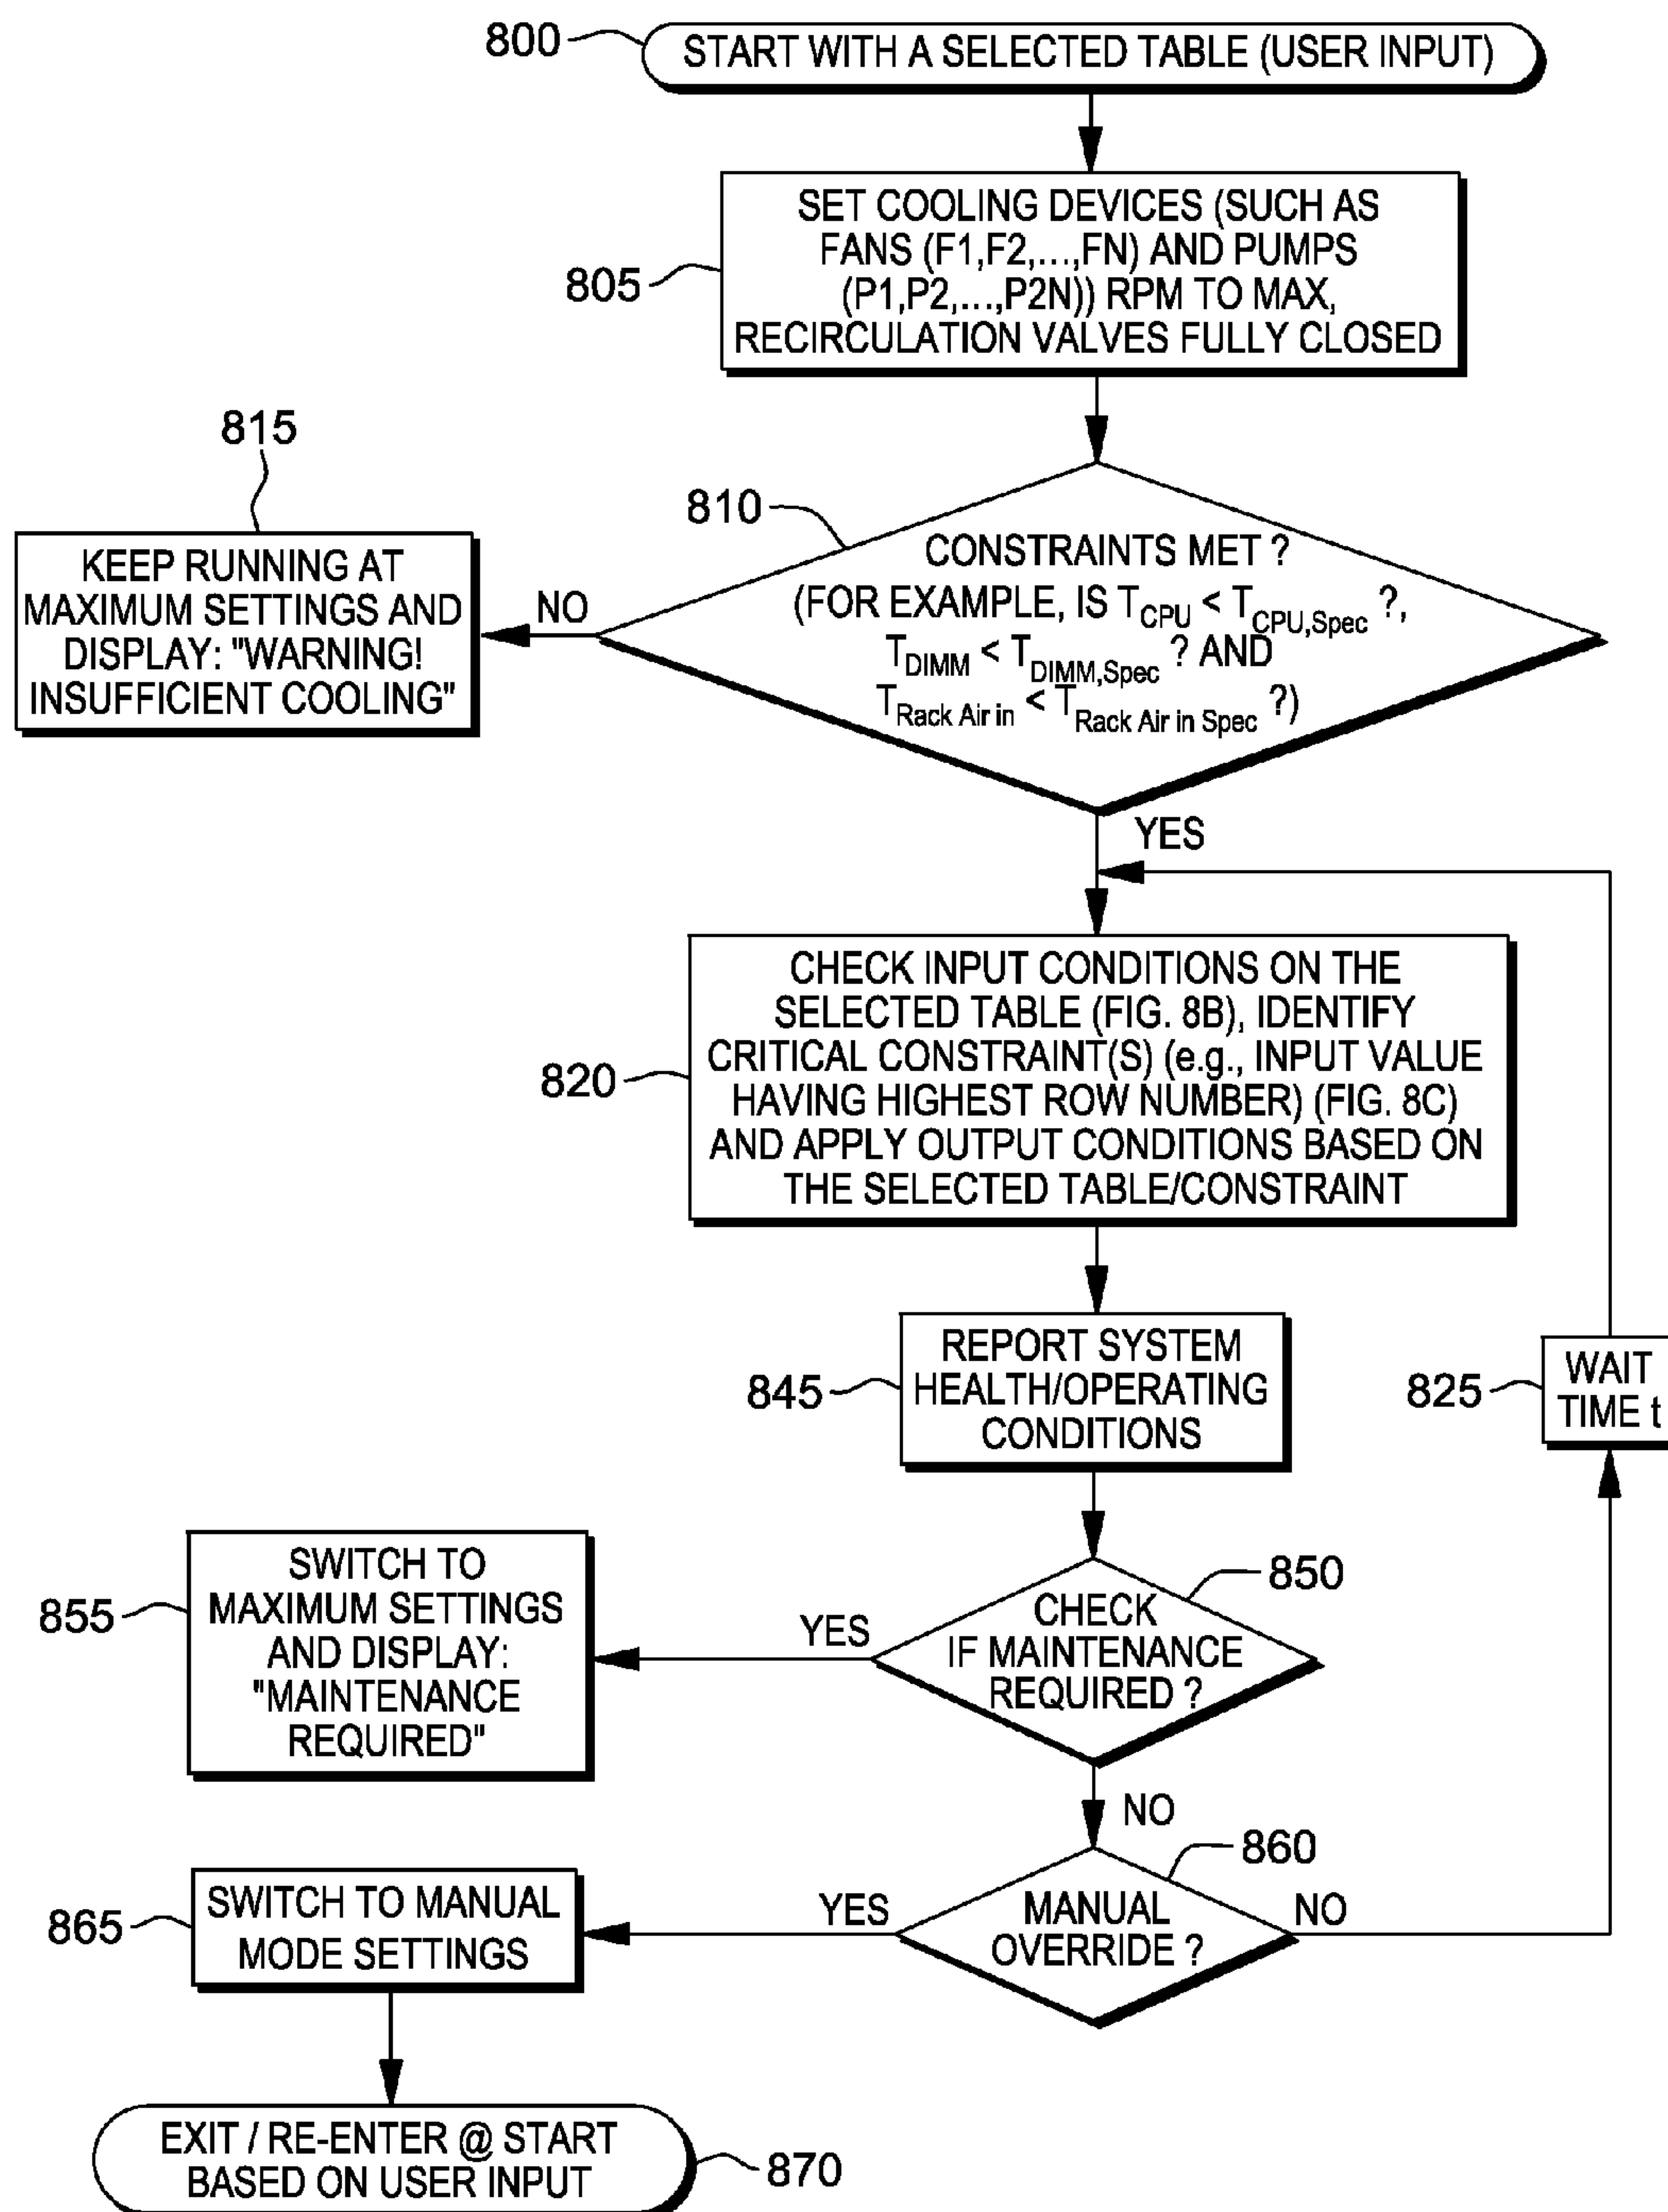 800
START WITH A SELECTED TABLE (USER INPUT)
805
SET COOLING DEVICES (SUCH AS
FANS (F1,F2,...,FN) AND PUMPS
(P1,P2,...,P2N)) RPM TO MAX,
RECIRCULATION VALVES FULLY CLOSED
815
KEEP RUNNING AT
MAXIMUM SETTINGS AND
DISPLAY: "WARNING!
INSUFFICIENT COOLING"
NO
810
CONSTRAINTS MET ?
(FOR EXAMPLE, IS T CPU < T CPU,Spec ?,
T DIMM < T DIMM,Spec ? AND
T Rack Air in < T Rack Air in Spec ?)
YES
820
CHECK INPUT CONDITIONS ON THE
SELECTED TABLE (FIG. 8B), IDENTIFY
CRITICAL CONSTRAINT(S) (e.g., INPUT VALUE
HAVING HIGHEST ROW NUMBER) (FIG. 8C)
AND APPLY OUTPUT CONDITIONS BASED ON
THE SELECTED TABLE/CONSTRAINT
845
REPORT SYSTEM
HEALTH/OPERATING
CONDITIONS
825
WAIT
TIME t
855
SWITCH TO
MAXIMUM SETTINGS
AND DISPLAY:
"MAINTENANCE
REQUIRED"
YES
850
CHECK
IF MAINTENANCE
REQUIRED ?
NO
865
SWITCH TO MANUAL
MODE SETTINGS
YES
860
MANUAL
OVERRIDE ?
NO
EXIT / RE-ENTER @ START
BASED ON USER INPUT
870